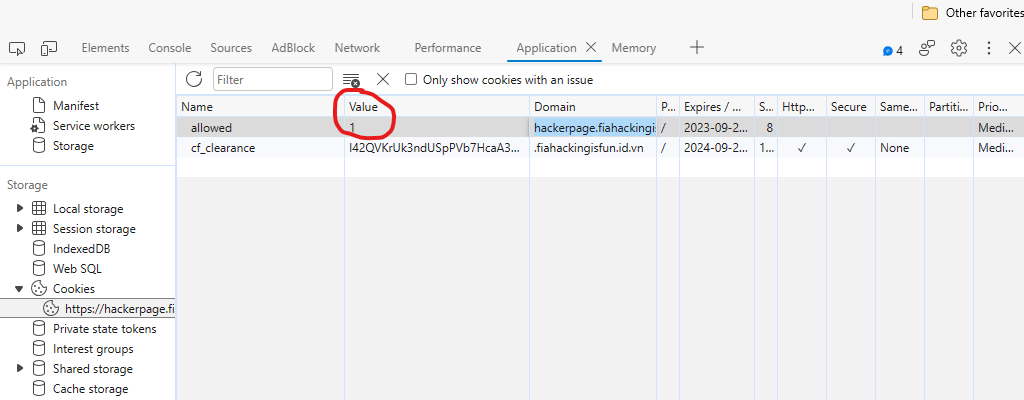 Other favorites
Elements Console Sources AdBlock Network Performance Application Memory 4
Application
Manifest
Service workers
Storage
Storage
Local storage
Session storage
IndexedDB
Web SQL
Cookies
https://hackerpage.fi
Private state tokens
Interest groups
Shared storage
Cache storage
Filter Only show cookies with an issue
Name Value Domain P... Expires / ... S... Http... Secure Same... Partiti... Prio...
allowed 1 hackerpage.fiahackingi / 2023-09-2... 8 Medi...
cf_clearance I42QVKrUk3ndUSpPVb7HcaA3... .fiahackingisfun.id.vn / 2024-09-2... 1... ✓ ✓ None Medi...